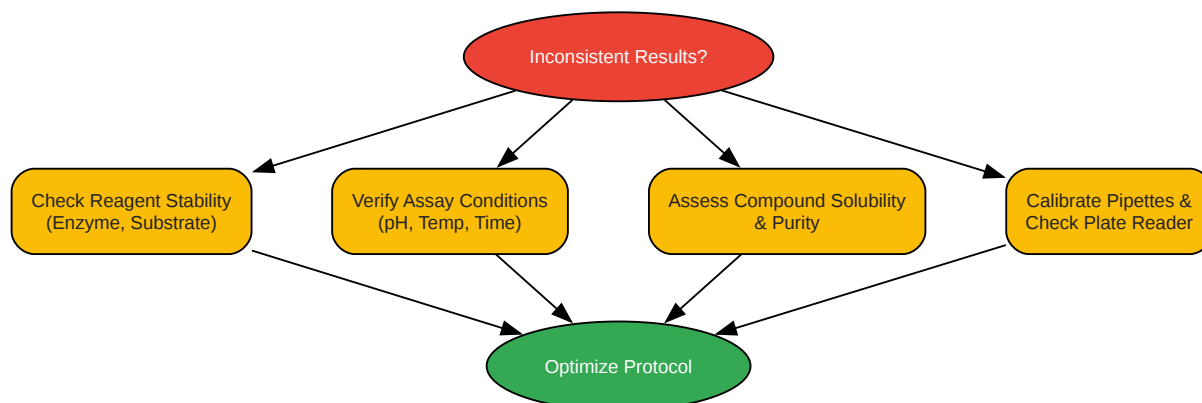 Inconsistent Results?
Check Reagent Stability
(Enzyme, Substrate)
Verify Assay Conditions
(pH, Temp, Time)
Assess Compound Solubility
& Purity
Calibrate Pipettes &
Check Plate Reader
Optimize Protocol